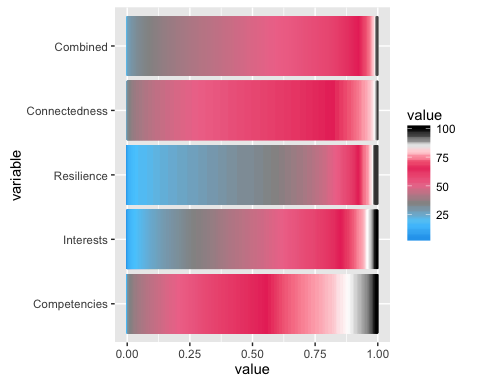 Combined
Connectedness
Resilience
Interests
Competencies
variable
0.00 0.25 0.50 0.75 1.00
value
value
100
75
50
25